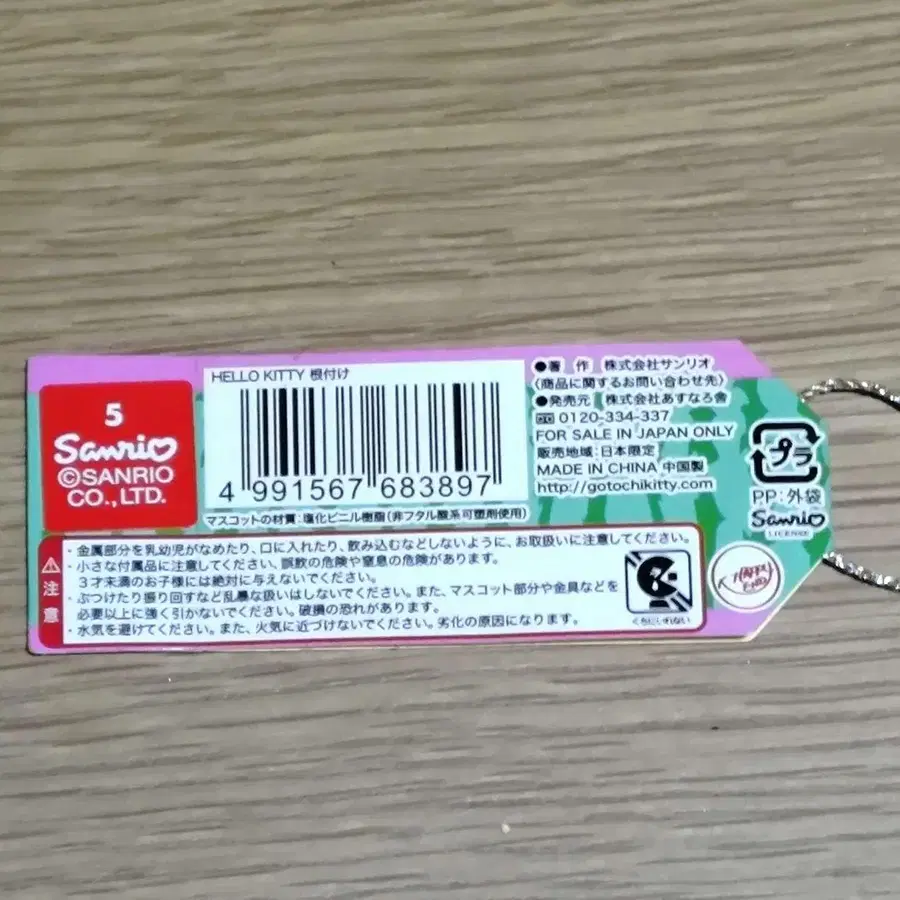 5
Sanrio
©SANRIO
CO.,LTD.
HELLO KITTY 根付け
4 991567 683897
マスコットの材質：塩化ビニル樹脂（非フタル酸系可塑剤使用）
●著 作 株式会社サンリオ
（商品に関するお問い合わせ先）
●発売元 株式会社あすなろ舎
0120-334-337
FOR SALE IN JAPAN ONLY
販売地域：日本限定
MADE IN CHINA 中国製
http://gotochikitty.com
プラ
PP：外袋
Sanrio
LICENSE
注意
・金属部分を乳幼児がなめたり、口に入れたり、飲み込むなどしないように、お取扱いに注意してください。
・小さな付属品に注意してください。誤飲の危険や窒息の危険があります。
3才未満のお子様には絶対に与えないでください。
・ぶつけたり振り回すなど乱暴な扱いはしないでください。また、マスコット部分や金具などを
必要以上に強く引かないでください。破損の恐れがあります。
・水気を避けてください。また、火気に近づけないでください。劣化の原因になります。
くちにいれない